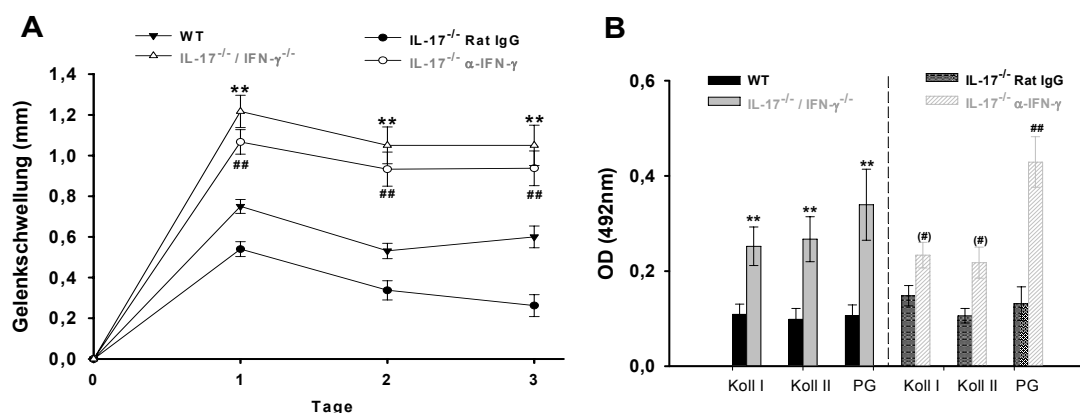 A
WT
IL-17-/- Rat IgG
IL-17-/- / IFN-γ-/-
IL-17-/- α-IFN-γ
Gelenkschwellung (mm)
1,4
1,2
1,0
0,8
0,6
0,4
0,2
0,0
** ** **
## ## ##
0 1 2 3
Tage
B
WT
IL-17-/- Rat IgG
IL-17-/- / IFN-γ-/-
IL-17-/- α-IFN-γ
OD (492nm)
0,6
0,4
0,2
0,0
** ** ** (#) (#) ##
Koll I Koll II PG Koll I Koll II PG